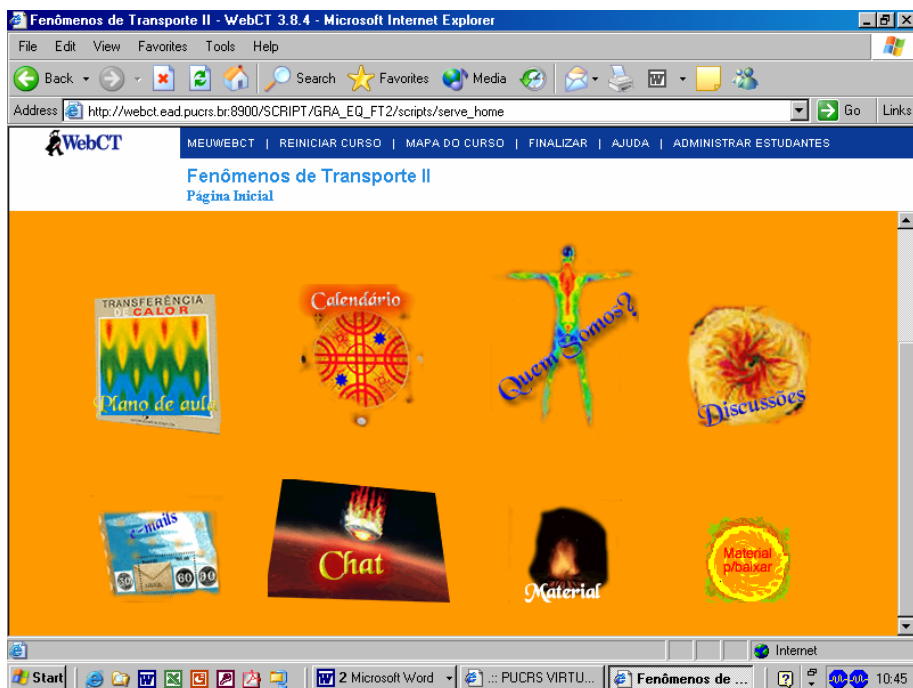 Fenômenos de Transporte II - WebCT 3.8.4 - Microsoft Internet Explorer
File Edit View Favorites Tools Help
Back Search Favorites Media
Address http://webct.ead.pucrs.br:8900/SCRIPT/GRA_EQ_FT2/scripts/serve_home Go Links
WebCT MEUWEBCT | REINICIAR CURSO | MAPA DO CURSO | FINALIZAR | AJUDA | ADMINISTRAR ESTUDANTES
Fenômenos de Transporte II
Página Inicial
TRANSFERÊNCIA
DE CALOR
Plano de aula
Calendário
Quem Somos?
Discussões
e-mails
60
Chat
Material
Material
p/baixar
Internet
Start 2 Microsoft Word .:: PUCRS VIRTU... Fenômenos de ... 10:45